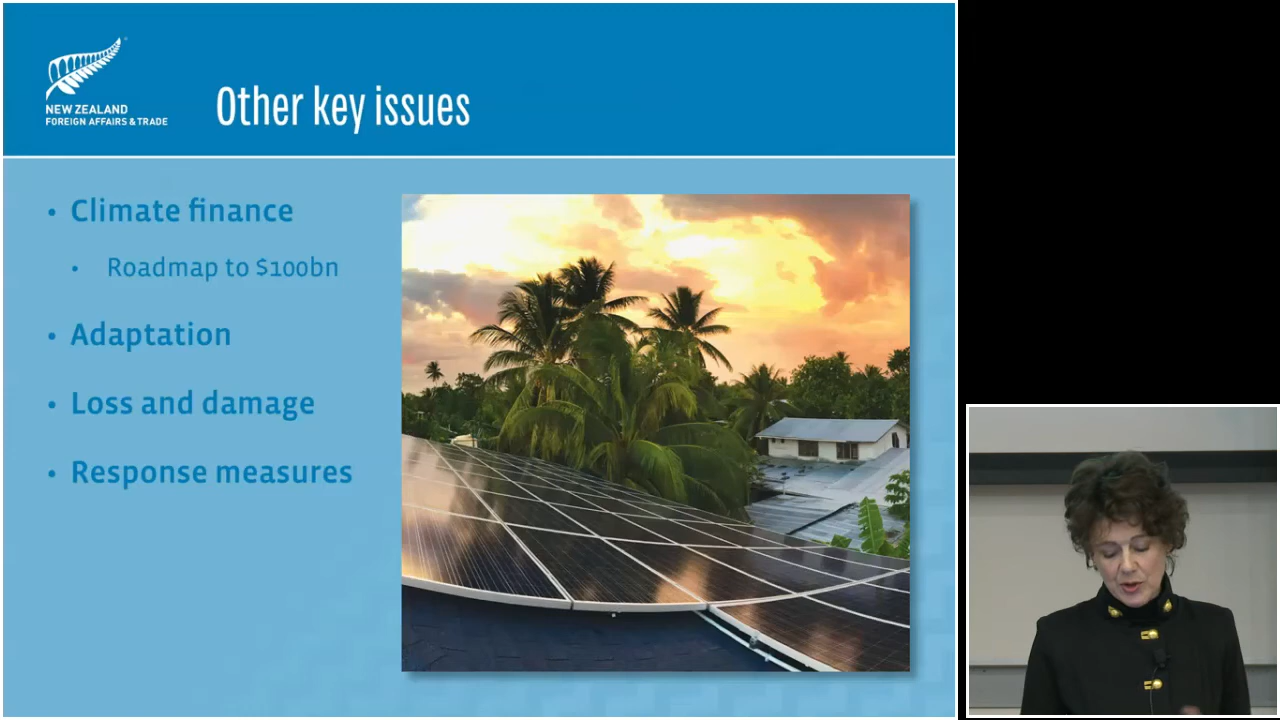 NEW ZEALAND
FOREIGN AFFAIRS & TRADE
Other key issues
• Climate finance
• Roadmap to $100bn
• Adaptation
• Loss and damage
• Response measures